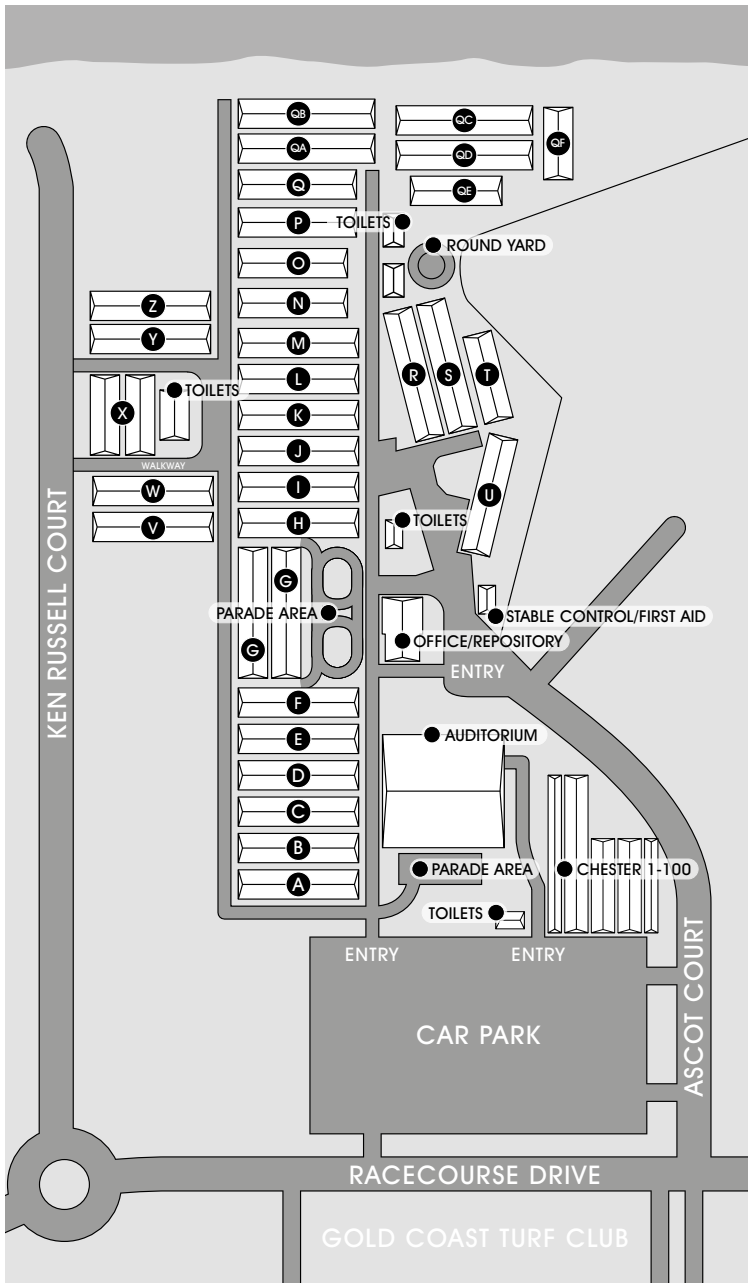 QB
QC
QF
QA
QD
Q
QE
P
TOILETS
ROUND YARD
O
N
Z
Y
M
L
R
S
T
TOILETS
X
K
J
WALKWAY
W
I
U
V
H
TOILETS
G
PARADE AREA
STABLE CONTROL/FIRST AID
G
OFFICE/REPOSITORY
ENTRY
KEN RUSSELL COURT
F
E
AUDITORIUM
D
C
B
A
PARADE AREA
CHESTER 1-100
TOILETS
ENTRY
ENTRY
CAR PARK
ASCOT COURT
RACECOURSE DRIVE
GOLD COAST TURF CLUB